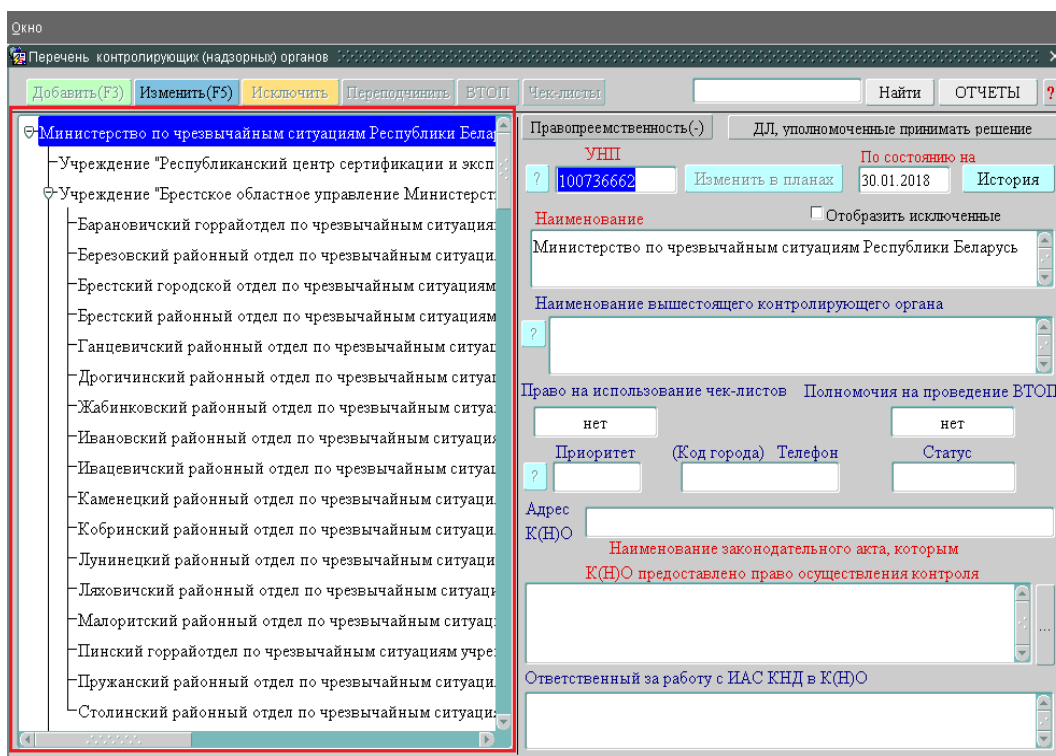 Окно
Перечень контролирующих (надзорных) органов
Добавить(F3) Изменить(F5) Исключить Переподчинить ВТОП Чек-листы Найти ОТЧЕТЫ ?
Министерство по чрезвычайным ситуациям Республики Бела
Учреждение "Республиканский центр сертификации и эксп
Учреждение "Брестское областное управление Министерст
Барановичский горрайотдел по чрезвычайным ситуация
Березовский районный отдел по чрезвычайным ситуаци
Брестский городской отдел по чрезвычайным ситуациям
Брестский районный отдел по чрезвычайным ситуациям
Ганцевичский районный отдел по чрезвычайным ситуац
Дрогичинский районный отдел по чрезвычайным ситуа
Жабинковский районный отдел по чрезвычайным ситуа
Ивановский районный отдел по чрезвычайным ситуация
Ивацевичский районный отдел по чрезвычайным ситуа
Каменецкий районный отдел по чрезвычайным ситуаци
Кобринский районный отдел по чрезвычайным ситуаци
Лунинецкий районный отдел по чрезвычайным ситуаци
Ляховичский районный отдел по чрезвычайным ситуаци
Малоритский районный отдел по чрезвычайным ситуац
Пинский горрайотдел по чрезвычайным ситуациям учре
Пружанский районный отдел по чрезвычайным ситуаци
Столинский районный отдел по чрезвычайным ситуаци
Правопреемственность(-) ДЛ, уполномоченные принимать решение
УНП По состоянию на
? 100736662 Изменить в планах 30.01.2018 История
Наименование Отобразить исключенные
Министерство по чрезвычайным ситуациям Республики Беларусь
Наименование вышестоящего контролирующего органа
?
Право на использование чек-листов Полномочия на проведение ВТОП
нет нет
Приоритет (Код города) Телефон Статус
?
Адрес
К(Н)О
Наименование законодательного акта, которым
К(Н)О предоставлено право осуществления контроля
...
Ответственный за работу с ИАС КНД в К(Н)О